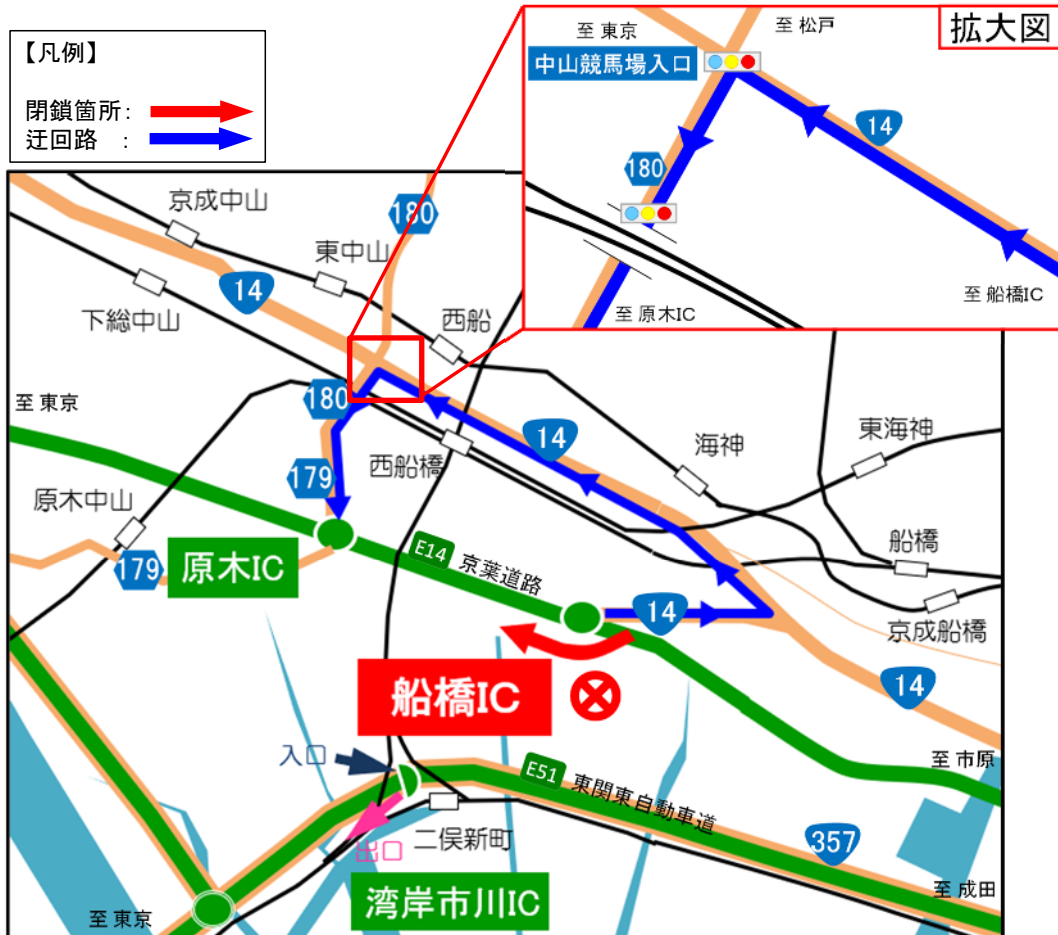 【凡例】
閉鎖箇所：
迂回路　：
拡大図
至 東京
至 松戸
中山競馬場入口
14
180
至 原木IC
至 船橋IC
京成中山
180
東中山
14
下総中山
西船
至 東京
180
14
海神
東海神
179
西船橋
原木中山
船橋
179
原木IC
E14
京葉道路
14
京成船橋
船橋IC
14
入口
至 市原
E51
東関東自動車道
出口
二俣新町
357
湾岸市川IC
至 成田
至 東京